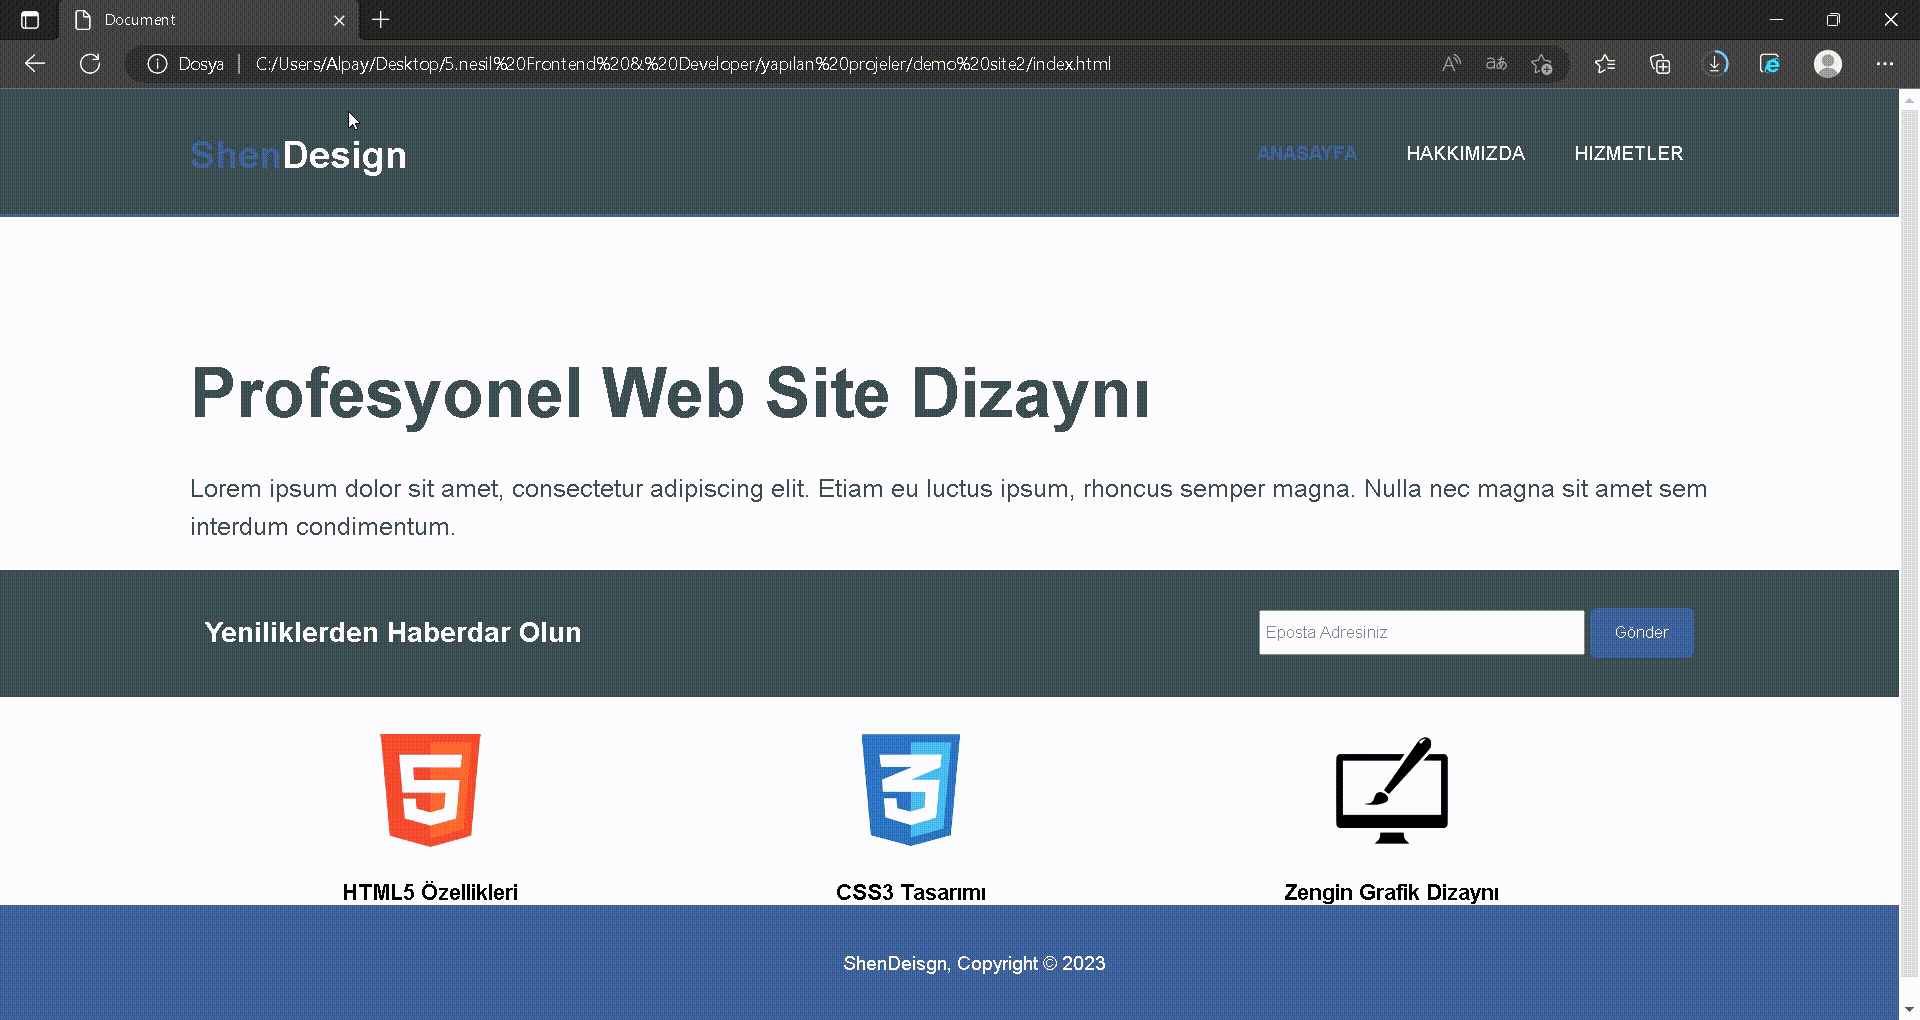 Document
Dosya | C:/Users/Alpay/Desktop/5.nesil%20Frontend%20&%20Developer/yapılan%20projeler/demo%20site2/index.html
ShenDesign
ANASAYFA HAKKIMIZDA HIZMETLER
Profesyonel Web Site Dizaynı
Lorem ipsum dolor sit amet, consectetur adipiscing elit. Etiam eu luctus ipsum, rhoncus semper magna. Nulla nec magna sit amet sem
interdum condimentum.
Yeniliklerden Haberdar Olun
Eposta Adresiniz Gönder
HTML5 Özellikleri
CSS3 Tasarımı
Zengin Grafik Dizaynı
ShenDeisgn, Copyright © 2023